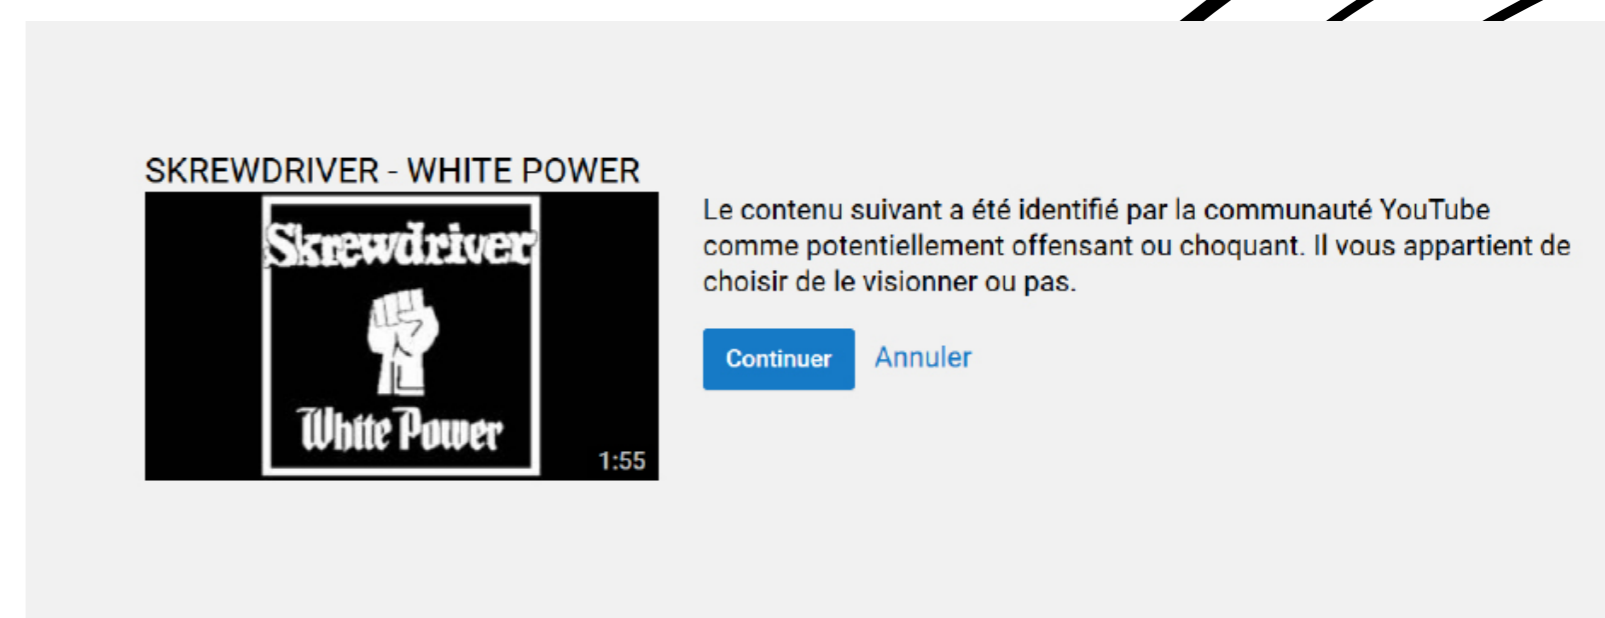 SKREWDRIVER - WHITE POWER
Skrewdriver
White Power
1:55
Le contenu suivant a été identifié par la communauté YouTube
comme potentiellement offensant ou choquant. Il vous appartient de
choisir de le visionner ou pas.
Continuer Annuler